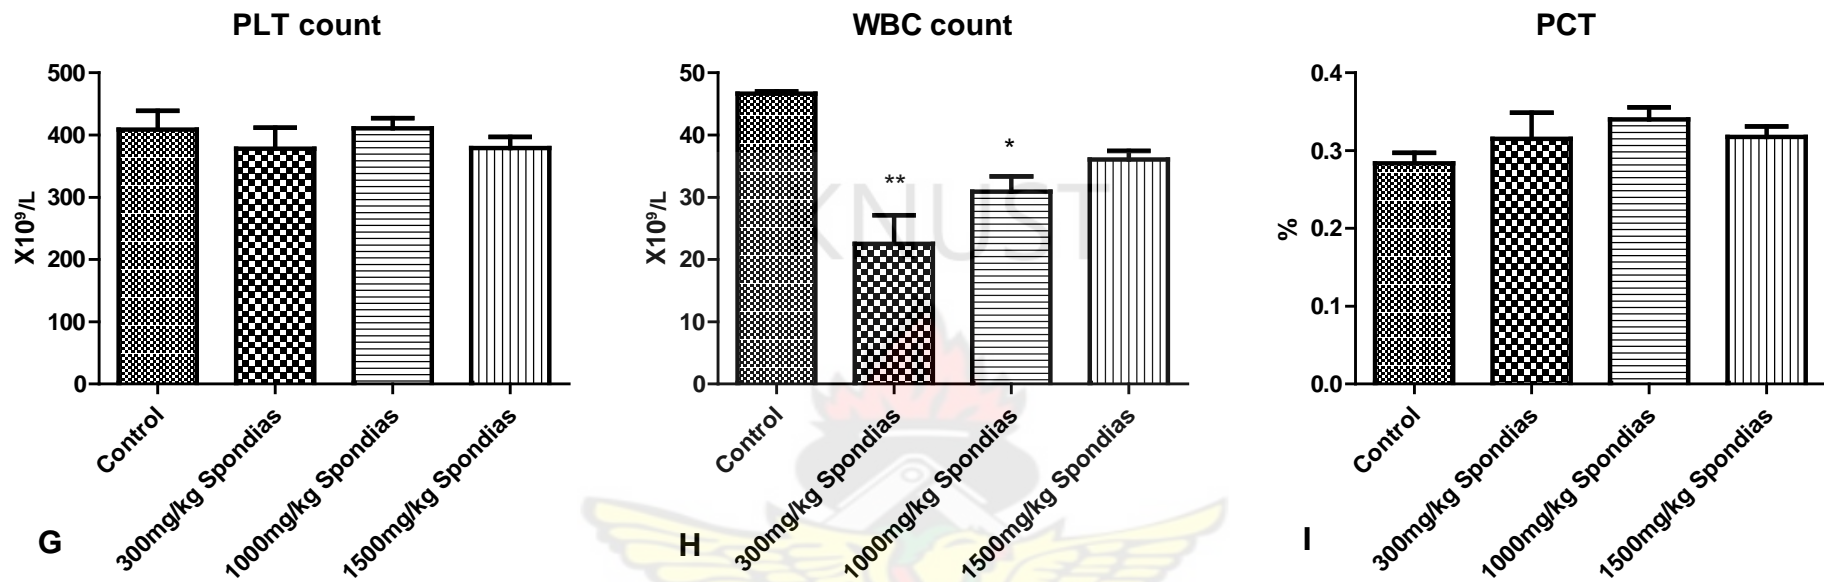 PLT count
500
400
300
200
100
0
X10⁹/L
Control
300mg/kg Spondias
1000mg/kg Spondias
1500mg/kg Spondias
G
WBC count
50
40
30
20
10
0
X10⁹/L
**
*
Control
300mg/kg Spondias
1000mg/kg Spondias
1500mg/kg Spondias
H
PCT
0.4
0.3
0.2
0.1
0.0
%
Control
300mg/kg Spondias
1000mg/kg Spondias
1500mg/kg Spondias
I
KNUST